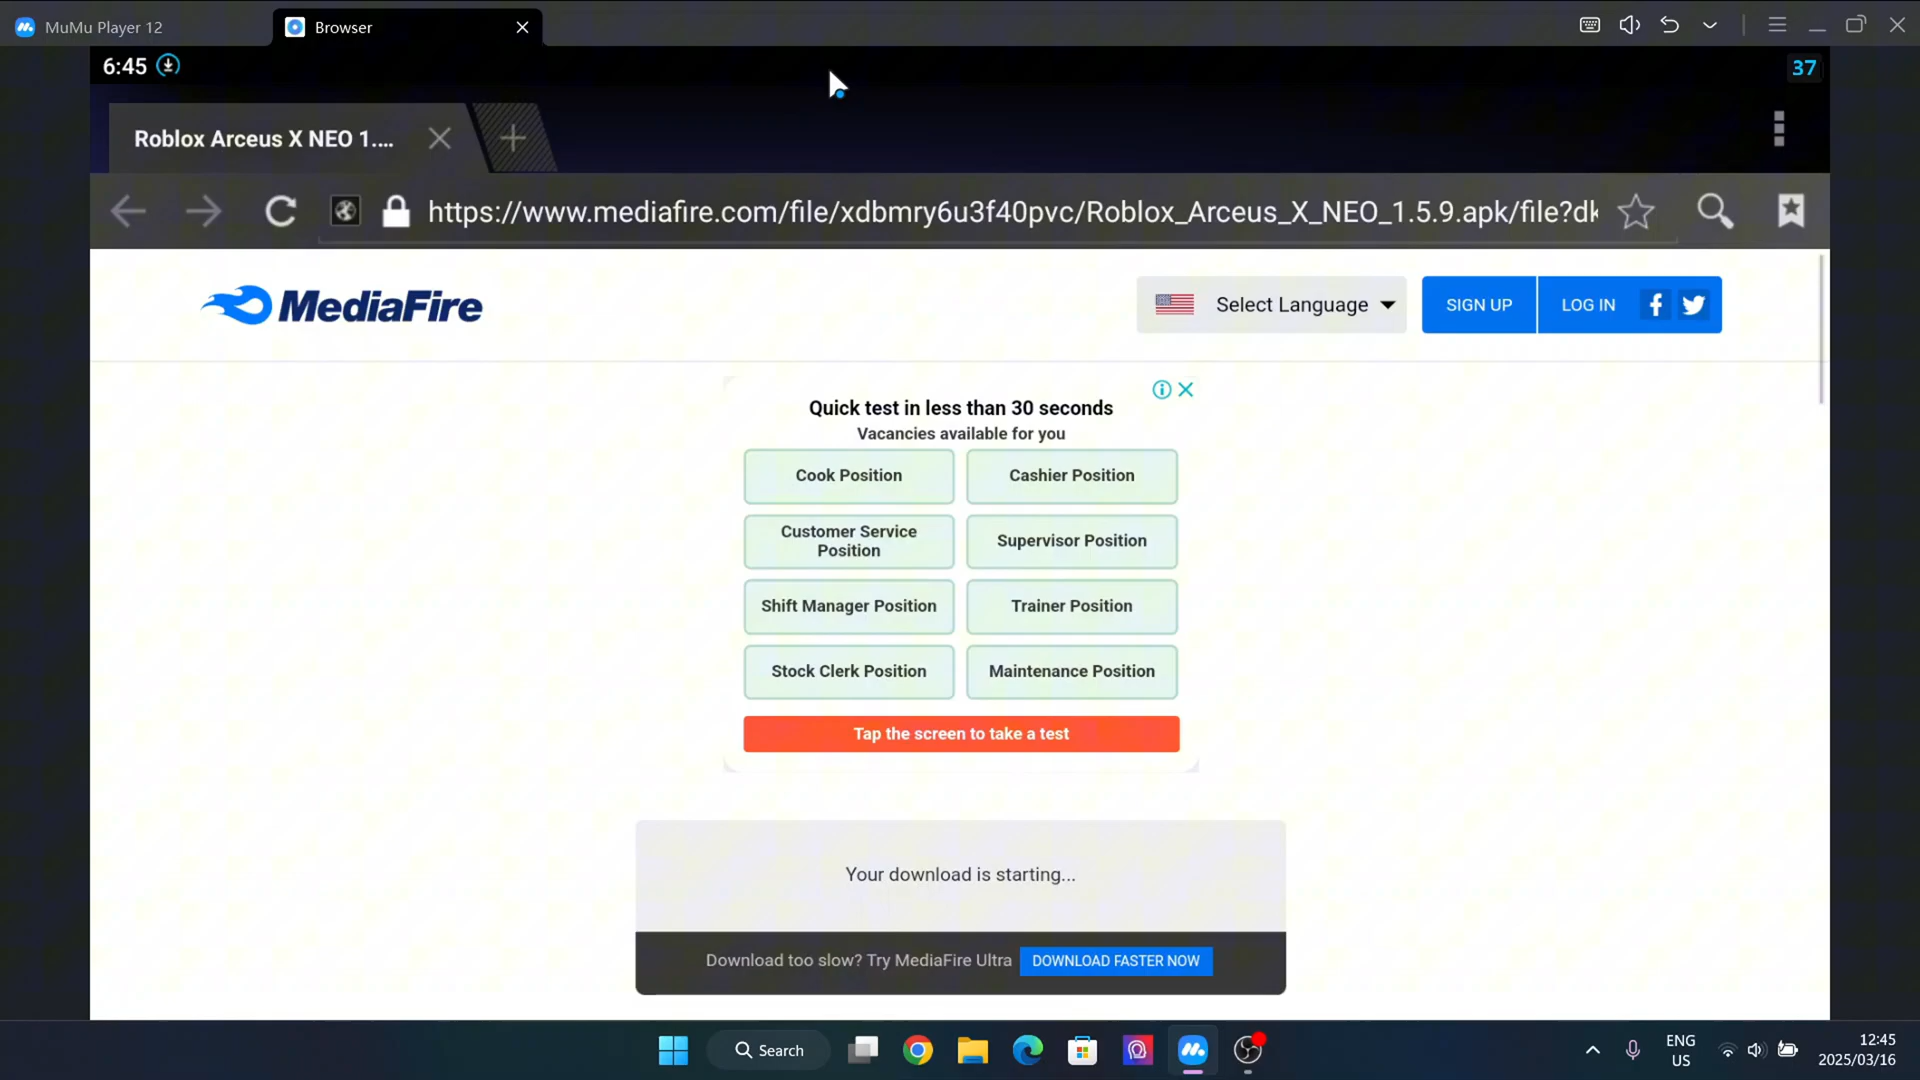 MuMu Player 12
Browser
6:45
37
Roblox Arceus X NEO 1....
https://www.mediafire.com/file/xdbmry6u3f40pvc/Roblox_Arceus_X_NEO_1.5.9.apk/file?dk
MediaFire
Select Language
SIGN UP
LOG IN
Quick test in less than 30 seconds
Vacancies available for you
Cook Position
Cashier Position
Customer Service
Position
Supervisor Position
Shift Manager Position
Trainer Position
Stock Clerk Position
Maintenance Position
Tap the screen to take a test
Your download is starting...
Download too slow? Try MediaFire Ultra
DOWNLOAD FASTER NOW
Search
ENG
US
12:45
2025/03/16